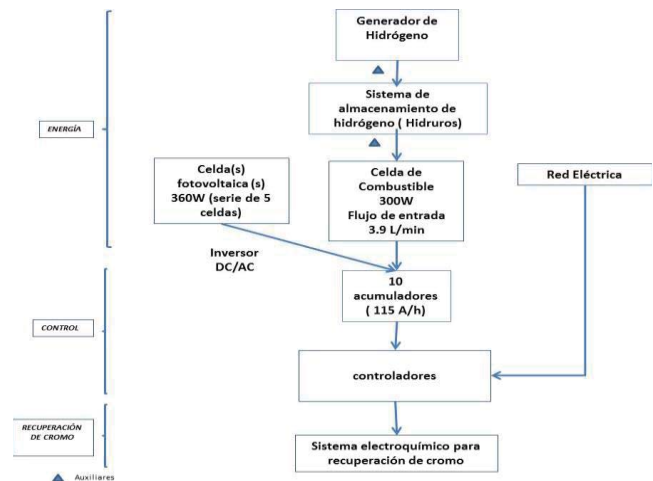 Generador de
Hidrógeno
Sistema de
almacenamiento de
hidrógeno ( Hidruros)
ENERGÍA
Celda(s)
fotovoltaica (s)
360W (serie de 5
celdas)
Celda de
Combustible
300W
Flujo de entrada
3.9 L/min
Red Eléctrica
Inversor
DC/AC
10
acumuladores
( 115 A/h)
CONTROL
controladores
RECUPERACIÓN
DE CROMO
Sistema electroquímico para
recuperación de cromo
Auxiliares